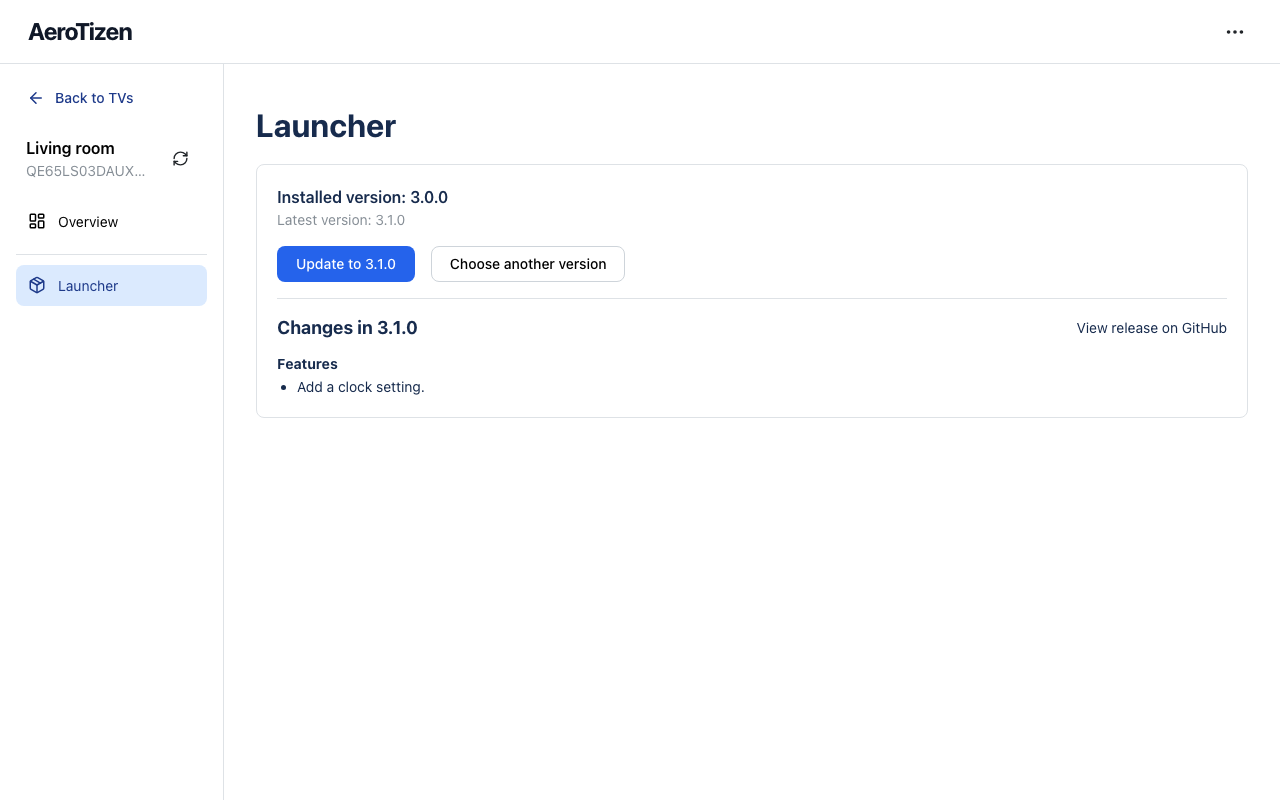 AeroTizen
Back to TVs
Living room
QE65LS03DAUX...
Overview
Launcher
Launcher
Installed version: 3.0.0
Latest version: 3.1.0
Update to 3.1.0
Choose another version
Changes in 3.1.0
View release on GitHub
Features
• Add a clock setting.